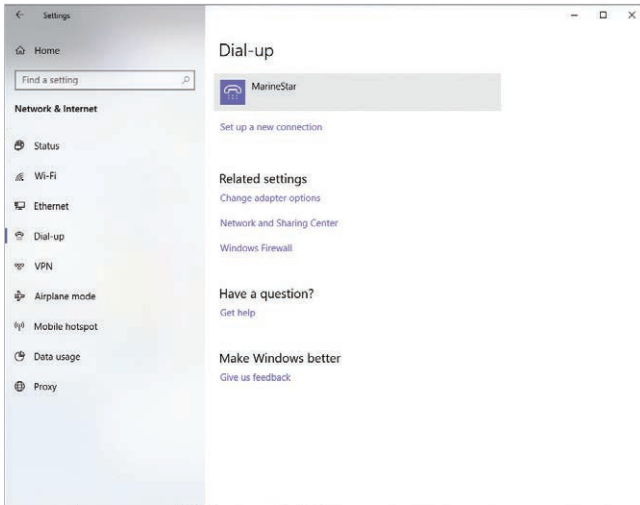 Settings
Home
Find a setting
Network & Internet
Status
Wi-Fi
Ethernet
Dial-up
VPN
Airplane mode
Mobile hotspot
Data usage
Proxy
Dial-up
MarineStar
Set up a new connection
Related settings
Change adapter options
Network and Sharing Center
Windows Firewall
Have a question?
Get help
Make Windows better
Give us feedback